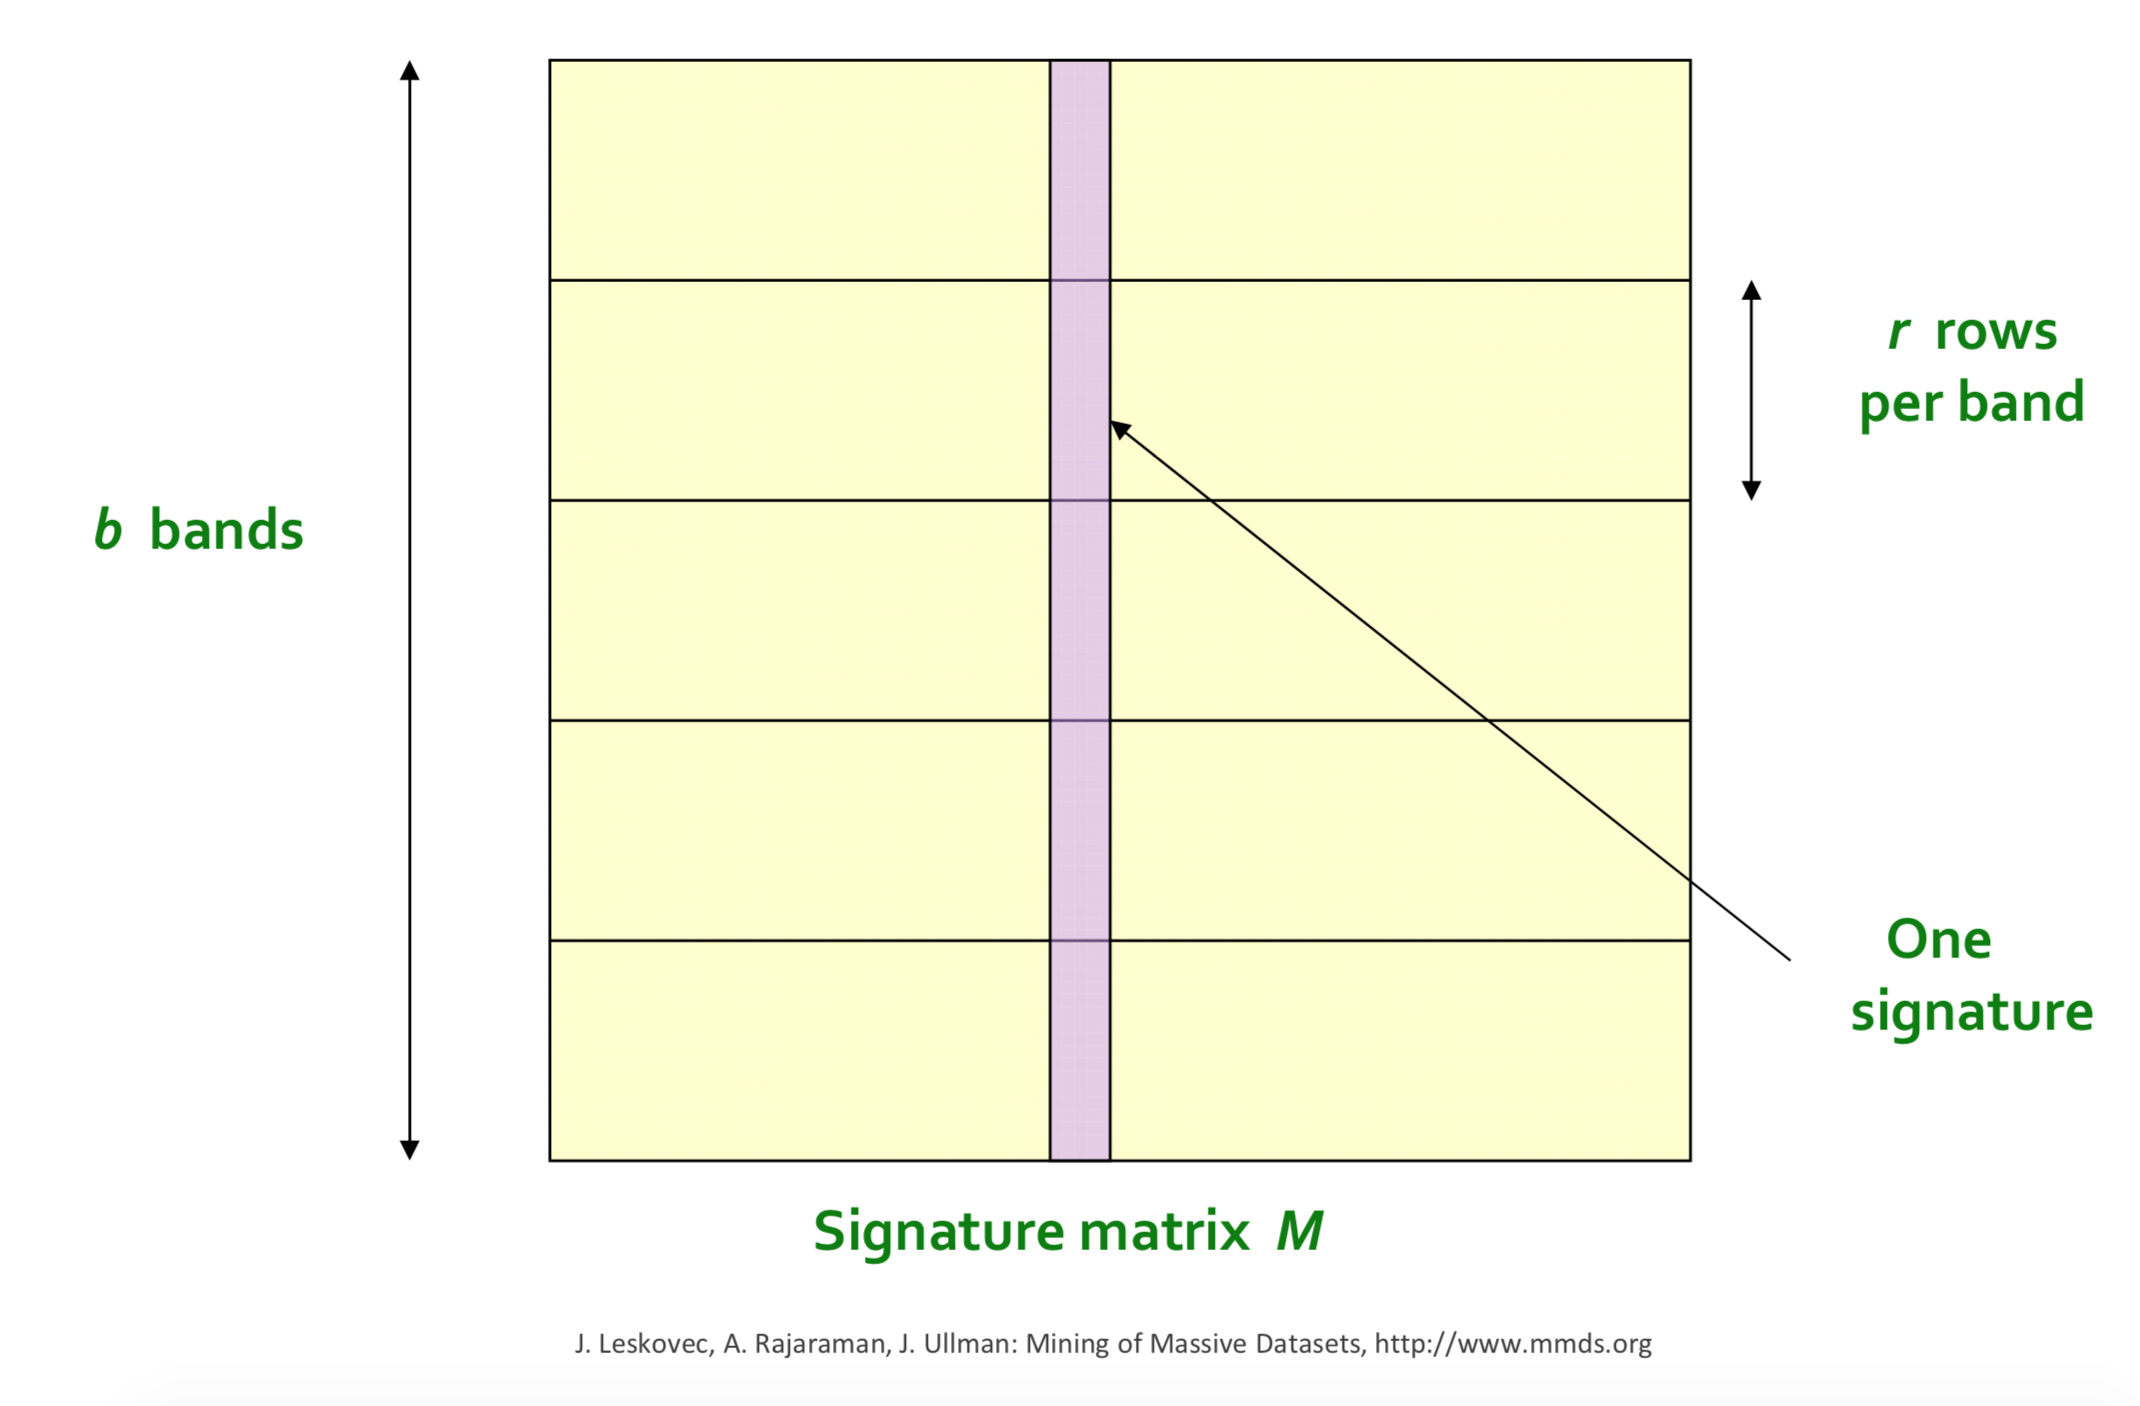 r rows
per band
b bands
One
signature
Signature matrix M
J. Leskovec, A. Rajaraman, J. Ullman: Mining of Massive Datasets, http://www.mmds.org